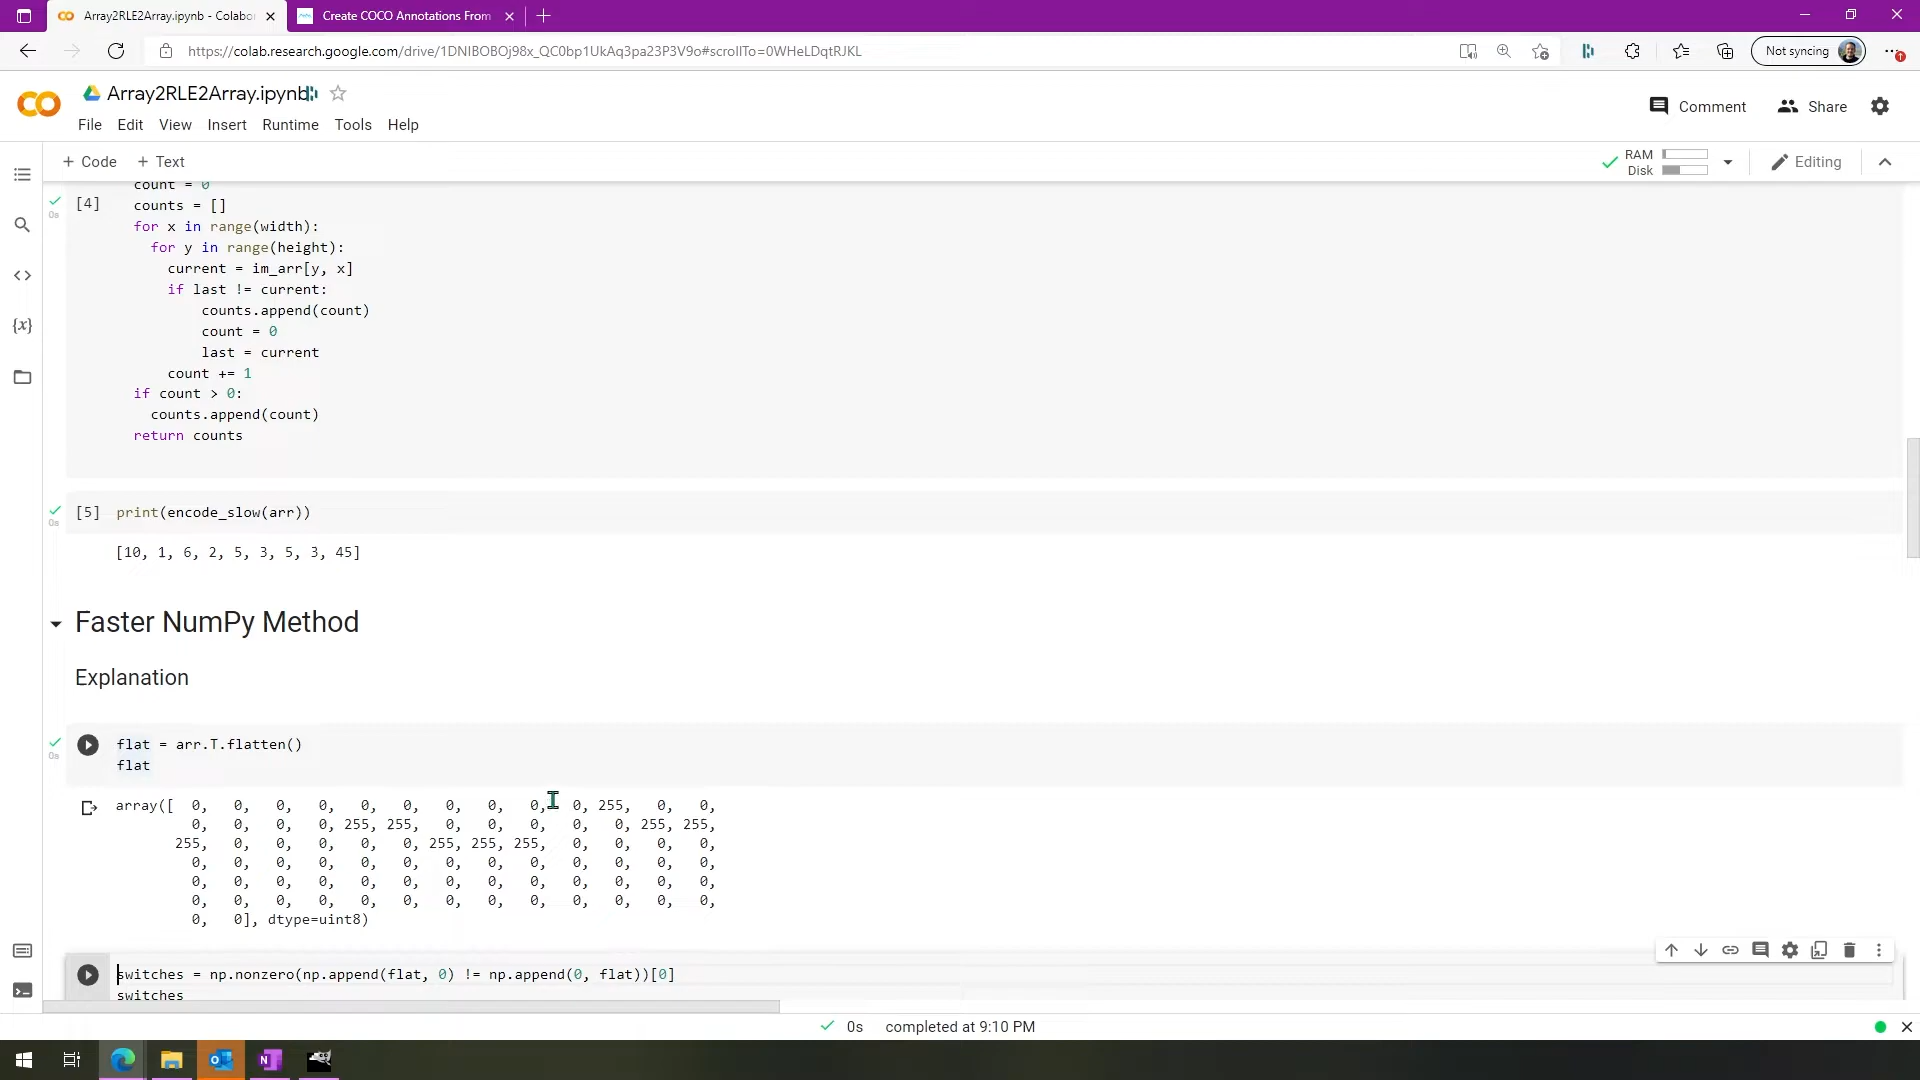 Array2RLE2Array.ipynb - Colabo
Create COCO Annotations From
https://colab.research.google.com/drive/1DNIBOBOj98x_QC0bp1UkAq3pa23P3V9o#scrollTo=0WHeLDqtRJKL
Not syncing
Array2RLE2Array.ipynb
Comment
Share
File Edit View Insert Runtime Tools Help
+ Code + Text
RAM
Disk
Editing
count = 0
[4]
0s
counts = []
for x in range(width):
for y in range(height):
current = im_arr[y, x]
if last != current:
counts.append(count)
count = 0
last = current
count += 1
if count > 0:
counts.append(count)
return counts
[5] print(encode_slow(arr))
0s
[10, 1, 6, 2, 5, 3, 5, 3, 45]
Faster NumPy Method
Explanation
flat = arr.T.flatten()
0s
flat
array([ 0, 0, 0, 0, 0, 0, 0, 0, 0, 0, 255, 0, 0,
0, 0, 0, 0, 255, 255, 0, 0, 0, 0, 0, 255, 255,
255, 0, 0, 0, 0, 0, 255, 255, 255, 0, 0, 0, 0,
0, 0, 0, 0, 0, 0, 0, 0, 0, 0, 0, 0, 0,
0, 0, 0, 0, 0, 0, 0, 0, 0, 0, 0, 0, 0,
0, 0, 0, 0, 0, 0, 0, 0, 0, 0, 0, 0, 0,
0, 0], dtype=uint8)
switches = np.nonzero(np.append(flat, 0) != np.append(0, flat))[0]
switches
0s completed at 9:10 PM